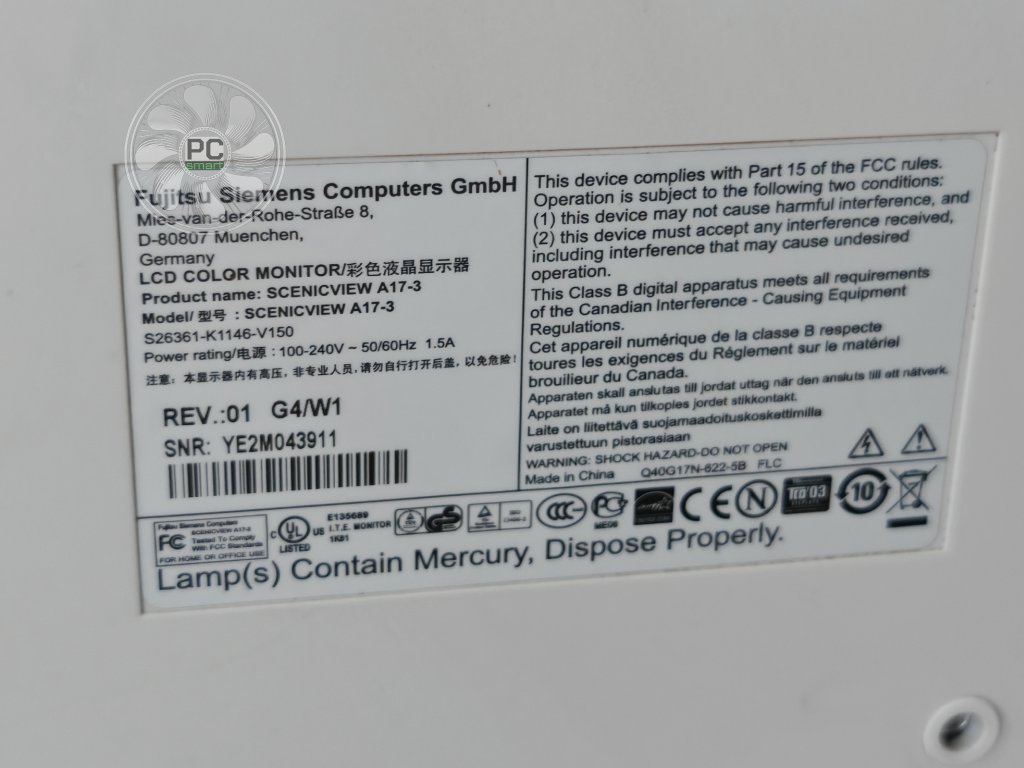 PC
smart
Fujitsu Siemens Computers GmbH
Mies-van-der-Rohe-Straße 8,
D-80807 Muenchen,
Germany
LCD COLOR MONITOR/彩色液晶显示器
Product name: SCENICVIEW A17-3
Model/ 型号 : SCENICVIEW A17-3
S26361-K1146-V150
Power rating/电源 : 100-240V ~ 50/60Hz 1.5A
注意: 本显示器内有高压, 非专业人员, 请勿自行打开后盖, 以免危险!
REV.:01 G4/W1
SNR: YE2M043911
This device complies with Part 15 of the FCC rules.
Operation is subject to the following two conditions:
(1) this device may not cause harmful interference, and
(2) this device must accept any interference received,
including interference that may cause undesired
operation.
This Class B digital apparatus meets all requirements
of the Canadian Interference - Causing Equipment
Regulations.
Cet appareil numérique de la classe B respecte
toures les exigences du Réglement sur le matériel
brouilieur du Canada.
Apparaten skall anslutas till jordat uttag når den ansluts till ett nätverk.
Apparatet må kun tilkoples jordet stikkontakt.
Laite on liitettävä suojamaadoituskoskettimilla
varustettuun pistorasiaan
WARNING: SHOCK HAZARD-DO NOT OPEN
Made in China Q40G17N-622-5B FLC
Fujitsu Siemens Computers
SCENICVIEW A17-3
FC Tested To Comply
With FCC Standards
FOR HOME OR OFFICE USE
C UL US
LISTED
E135689
I.T.E. MONITOR
1K81
GS
CCC
PCT
ME06
CE
N
TCO'03
10
Lamp(s) Contain Mercury, Dispose Properly.